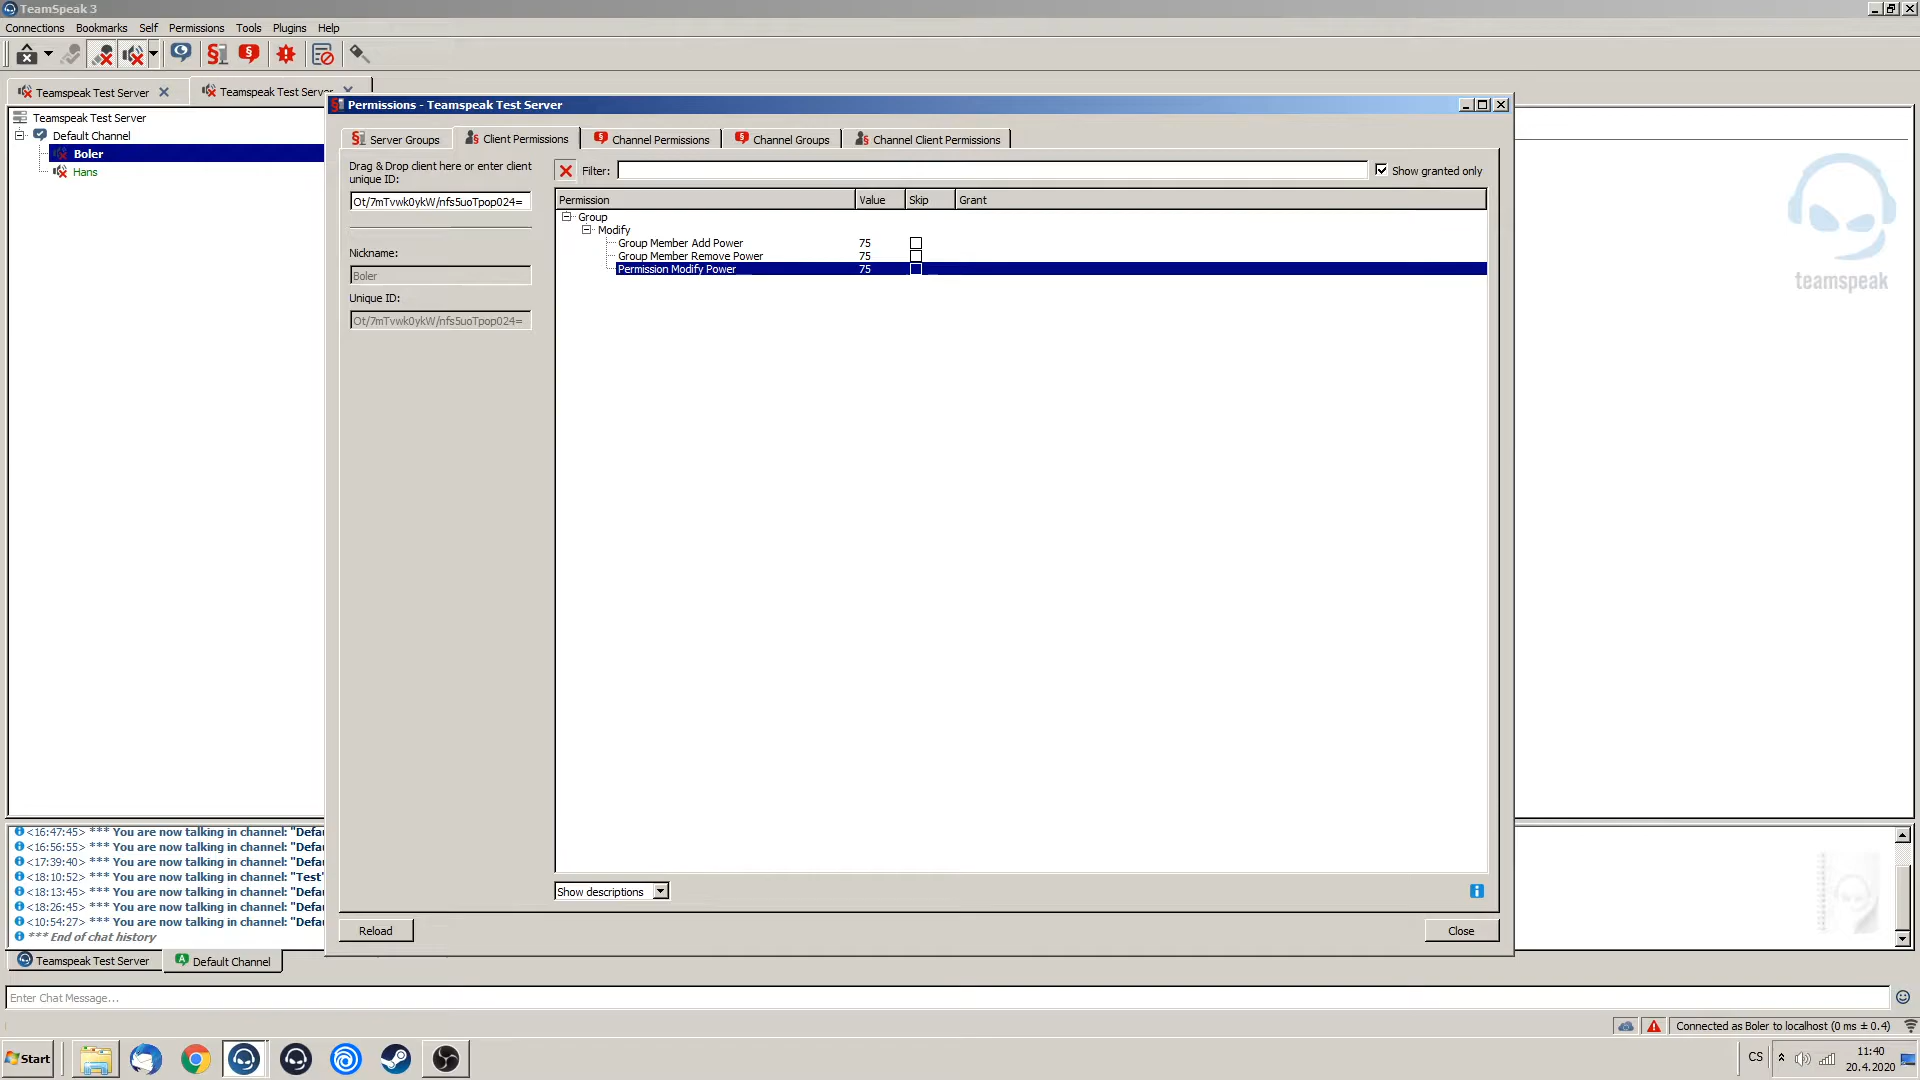 TeamSpeak 3
Connections Bookmarks Self Permissions Tools Plugins Help
Teamspeak Test Server
Teamspeak Test Server
Teamspeak Test Server
Default Channel
Boler
Hans
Permissions - Teamspeak Test Server
Server Groups
Client Permissions
Channel Permissions
Channel Groups
Channel Client Permissions
Drag & Drop client here or enter client
unique ID:
Ot/7mTvwk0ykW/nfs5uoTpop024=
Nickname:
Boler
Unique ID:
Ot/7mTvwk0ykW/nfs5uoTpop024=
Filter:
Show granted only
Permission Value Skip Grant
Group
Modify
Group Member Add Power 75
Group Member Remove Power 75
Permission Modify Power 75
Show descriptions
Reload
Close
teamspeak
<16:47:45> *** You are now talking in channel: "Defau
<16:56:55> *** You are now talking in channel: "Defau
<17:39:40> *** You are now talking in channel: "Defau
<18:10:52> *** You are now talking in channel: "Test"
<18:13:45> *** You are now talking in channel: "Defau
<18:26:45> *** You are now talking in channel: "Defau
<10:54:27> *** You are now talking in channel: "Defau
*** End of chat history
Teamspeak Test Server
Default Channel
Enter Chat Message...
Connected as Boler to localhost (0 ms ± 0.4)
Start
CS
11:40
20.4.2020